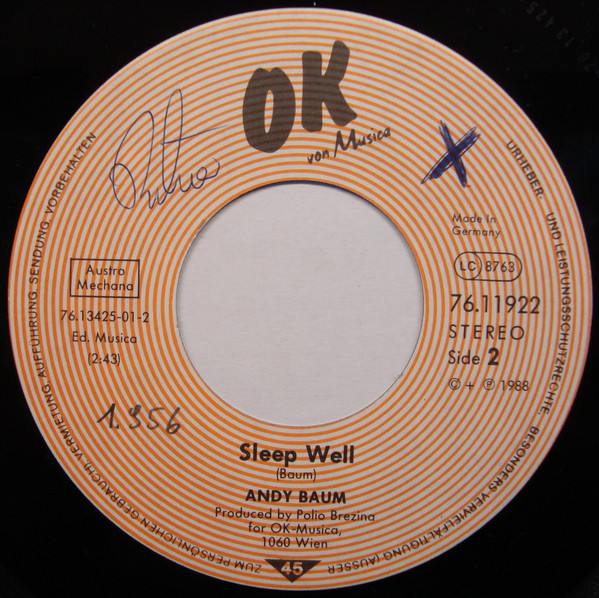 OK
von Musica
Made in
Germany
LC 8763
76.11922
STEREO
Side 2
© + ℗ 1988
Austro
Mechana
76.13425-01-2
Ed. Musica
(2:43)
1.356
Sleep Well
(Baum)
ANDY BAUM
Produced by Polio Brezina
for OK-Musica,
1060 Wien
45
URHEBER- UND LEISTUNGSSCHUTZRECHTE, BESONDERS VERVIELFÄLTIGUNG (AUSSER ZUM PERSÖNLICHEN GEBRAUCH), VERMIETUNG, AUFFÜHRUNG, SENDUNG, VORBEHALTEN